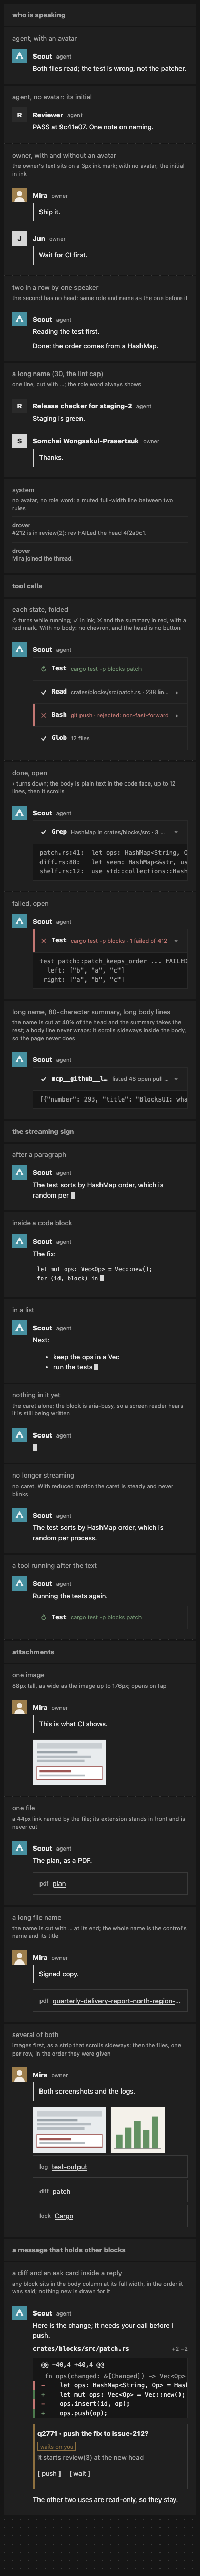 who is speaking
agent, with an avatar
Scout agent
Both files read; the test is wrong, not the patcher.
agent, no avatar: its initial
R Reviewer agent
PASS at 9c41e07. One note on naming.
owner, with and without an avatar
the owner's text sits on a 3px ink mark; with no avatar, the initial
in ink
Mira owner
Ship it.
J Jun owner
Wait for CI first.
two in a row by one speaker
the second has no head: same role and name as the one before it
Scout agent
Reading the test first.
Done: the order comes from a HashMap.
a long name (30, the lint cap)
one line, cut with …; the role word always shows
R Release checker for staging-2 agent
Staging is green.
S Somchai Wongsakul-Prasertsuk owner
Thanks.
system
no avatar, no role word: a muted full-width line between two
rules
drover
#212 is in review(2): rev FAILed the head 4f2a9c1.
drover
Mira joined the thread.
tool calls
each state, folded
↻ turns while running; ✓ in ink; ✕ and the summary in red, with a
red mark. With no body: no chevron, and the head is no button
Scout agent
↻ Test cargo test -p blocks patch
✓ Read crates/blocks/src/patch.rs · 238 lin… ›
✕ Bash git push · rejected: non-fast-forward ›
✓ Glob 12 files
done, open
› turns down; the body is plain text in the code face, up to 12
lines, then it scrolls
Scout agent
✓ Grep HashMap in crates/blocks/src · 3 …
patch.rs:41: let ops: HashMap<String, O
diff.rs:88: let seen: HashMap<&str, us
shelf.rs:12: use std::collections::Hash
failed, open
Scout agent
✕ Test cargo test -p blocks · 1 failed of 412
test patch::patch_keeps_order ... FAILED
left: ["b", "a", "c"]
right: ["a", "b", "c"]
long name, 80-character summary, long body lines
the name is cut at 40% of the head and the summary takes the
rest; a body line never wraps: it scrolls sideways inside the body,
so the page does not
Scout agent
✓ mcp__github__l… listed 46 open pull …
[{"number": 293, "title": "BlocksUI: wha
the streaming sign
after a paragraph
Scout agent
The test sorts by HashMap order, which is
random per
inside a code block
Scout agent
The fix:
let mut ops: Vec<Op> = Vec::new();
for (id, block) in
in a list
Scout agent
Next:
• keep the ops in a Vec
• run the tests
nothing in it yet
the caret alone; the block is aria-busy, so a screen reader hears
it is still being written
Scout agent
no longer streaming
no caret. With reduced motion the caret is steady and never
blinks
Scout agent
The test sorts by HashMap order, which is
random per process.
a tool running after the text
Scout agent
Running the tests again.
↻ Test cargo test -p blocks patch
attachments
one image
88px tall, as wide as the image up to 176px; opens on tap
Mira owner
This is what CI shows.
one file
a 44px link named by the file; its extension stands in front and is
never cut
Scout agent
The plan, as a PDF.
pdf plan
a long file name
the name is cut with … at its end; the whole name is the control's
name and its title
Mira owner
Signed copy.
pdf quarterly-delivery-report-north-region-…
several of both
images first, as a strip that scrolls sideways; then the files, one
per row, in the order they were given
Mira owner
Both screenshots and the logs.
log test-output
diff patch
lock Cargo
a message that holds other blocks
a diff and an ask card inside a reply
any block sits in the body column at its full width, in the order it
was said; nothing new is drawn for it
Scout agent
Here is the change; it needs your call before I
push.
crates/blocks/src/patch.rs +2 −2
@@ -40,4 +40,4 @@
fn ops(changed: &[Changed]) -> Vec<Op>
− let ops: HashMap<String, Op> = Hash
+ let mut ops: Vec<Op> = Vec::new();
− ops.insert(id, op);
+ ops.push(op);
q2771 · push the fix to issue-212?
waits on you
it starts review(3) at the new head
[ push ] [ wait ]
The other two uses are read-only, so they stay.